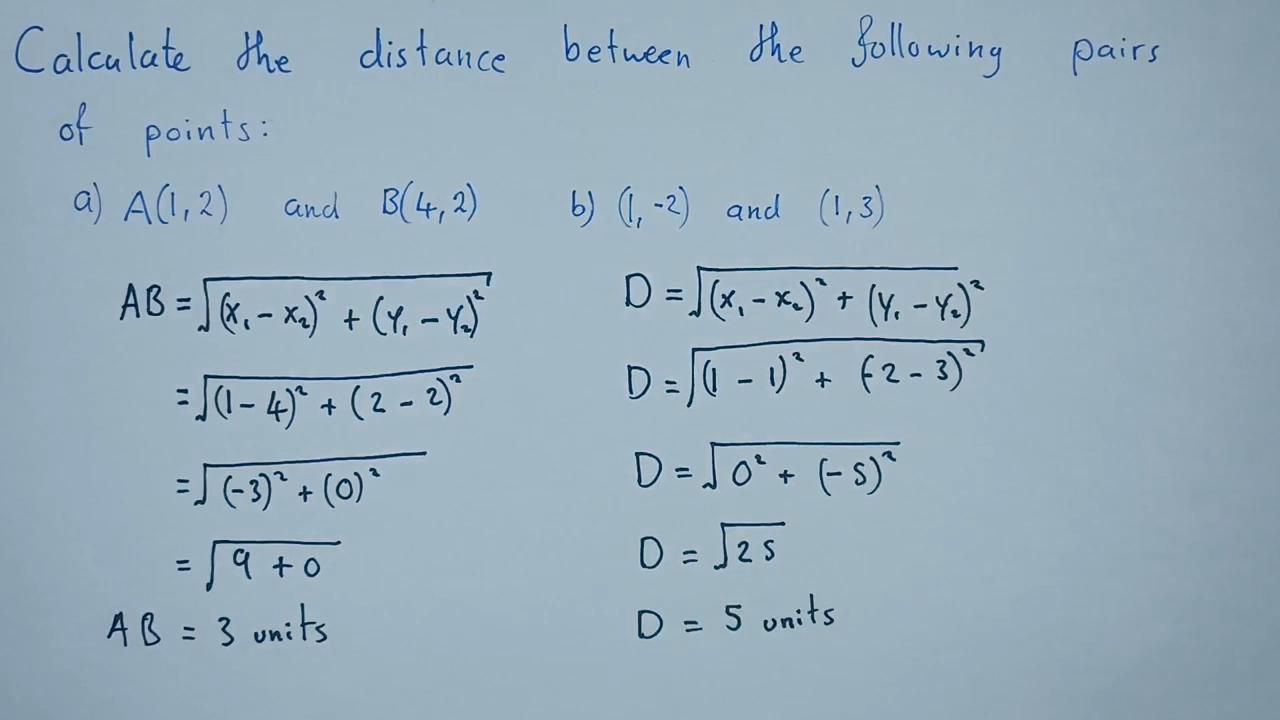 Calculate the distance between the following pairs
of points:
a) A(1,2) and B(4,2) b) (1,-2) and (1,3)
AB = √(x₁ - x₂)² + (y₁ - y₂)²
= √(1-4)² + (2 - 2)²
= √(-3)² + (0)²
= √9 + 0
AB = 3 units
D = √(x₁ - x₂)² + (y₁ - y₂)²
D = √(1 - 1)² + (-2 - 3)²
D = √0² + (-5)²
D = √25
D = 5 units